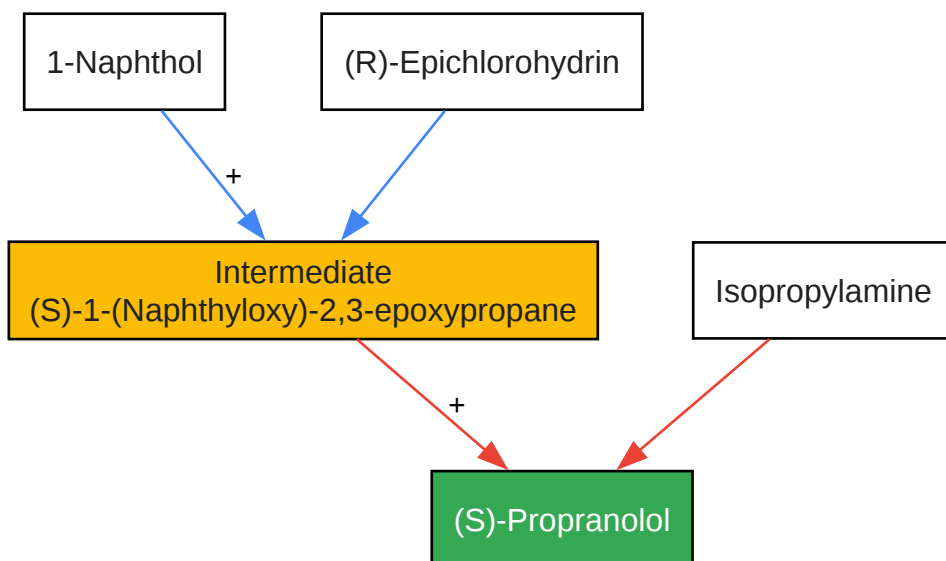 1-Naphthol
(R)-Epichlorohydrin
+
Intermediate
(S)-1-(Naphthyloxy)-2,3-epoxypropane
Isopropylamine
+
(S)-Propranolol